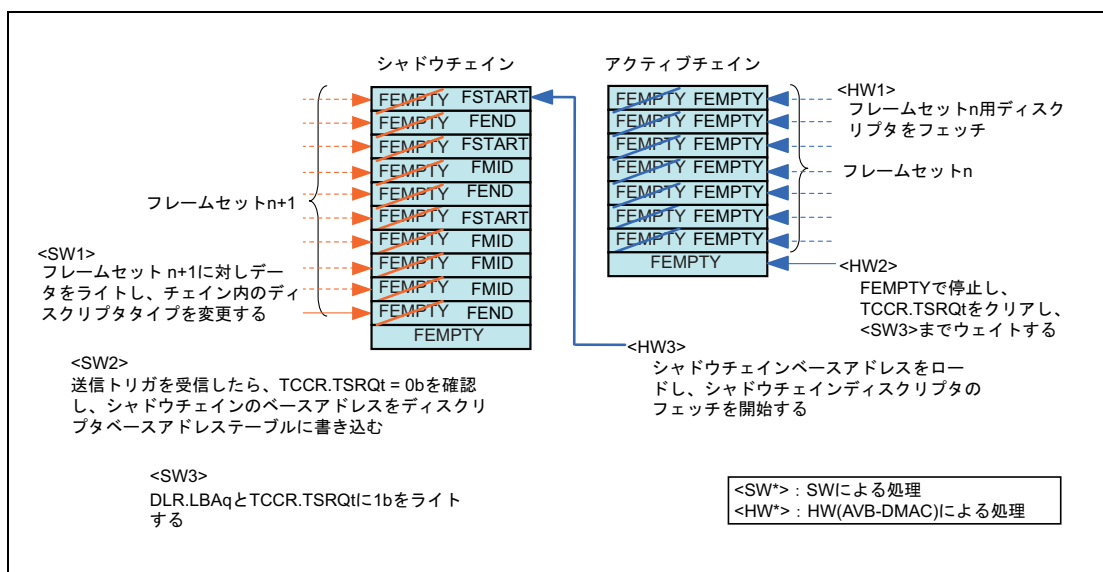 シャドウチェイン
FEMPTY FSTART
FEMPTY FEND
FEMPTY FSTART
FEMPTY FMID
FEMPTY FEND
FEMPTY FSTART
FEMPTY FMID
FEMPTY FMID
FEMPTY FMID
FEMPTY FEND
FEMPTY
フレームセットn+1
<SW1>
フレームセット n+1に対しデー
タをライトし、チェイン内のディ
スクリプタタイプを変更する
アクティブチェイン
FEMPTY FEMPTY
FEMPTY FEMPTY
FEMPTY FEMPTY
FEMPTY FEMPTY
FEMPTY FEMPTY
FEMPTY FEMPTY
FEMPTY FEMPTY
FEMPTY
<HW1>
フレームセットn用ディスク
リプタをフェッチ
フレームセットn
<HW2>
FEMPTYで停止し、
TCCR.TSRQtをクリアし、
<SW3>までウェイトする
<HW3>
シャドウチェインベースアドレスをロー
ドし、シャドウチェインディスクリプタの
フェッチを開始する
<SW2>
送信トリガを受信したら、TCCR.TSRQt = 0bを確認
し、シャドウチェインのベースアドレスをディスクリ
プタベースアドレステーブルに書き込む
<SW3>
DLR.LBAqとTCCR.TSRQtに1bをライト
する
<SW*>：SWによる処理
<HW*>：HW(AVB-DMAC)による処理